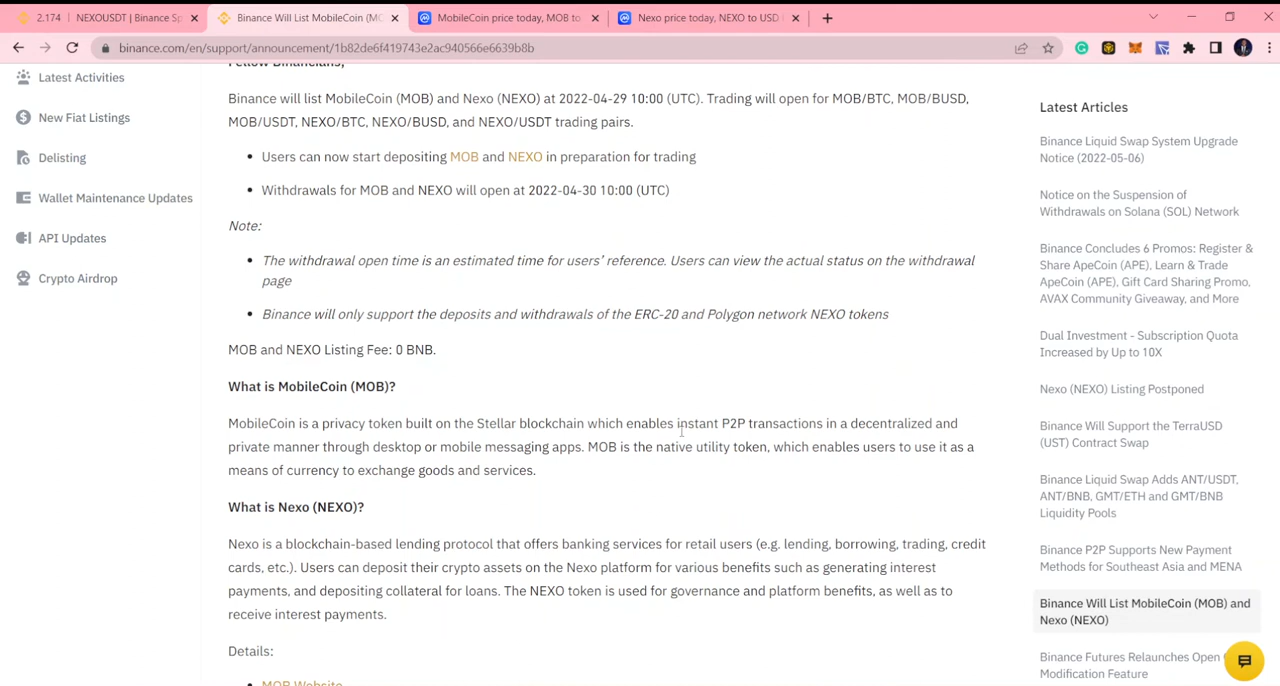 2.174 | NEXOUSDT | Binance Sp
Binance Will List MobileCoin (MO
MobileCoin price today, MOB to
Nexo price today, NEXO to USD
binance.com/en/support/announcement/1b82de6f419743e2ac940566e6639b8b
Latest Activities
New Fiat Listings
Delisting
Wallet Maintenance Updates
API Updates
Crypto Airdrop
Fellow Binancians,
Binance will list MobileCoin (MOB) and Nexo (NEXO) at 2022-04-29 10:00 (UTC). Trading will open for MOB/BTC, MOB/BUSD,
MOB/USDT, NEXO/BTC, NEXO/BUSD, and NEXO/USDT trading pairs.
• Users can now start depositing MOB and NEXO in preparation for trading
• Withdrawals for MOB and NEXO will open at 2022-04-30 10:00 (UTC)
Note:
• The withdrawal open time is an estimated time for users' reference. Users can view the actual status on the withdrawal
page
• Binance will only support the deposits and withdrawals of the ERC-20 and Polygon network NEXO tokens
MOB and NEXO Listing Fee: 0 BNB.
What is MobileCoin (MOB)?
MobileCoin is a privacy token built on the Stellar blockchain which enables instant P2P transactions in a decentralized and
private manner through desktop or mobile messaging apps. MOB is the native utility token, which enables users to use it as a
means of currency to exchange goods and services.
What is Nexo (NEXO)?
Nexo is a blockchain-based lending protocol that offers banking services for retail users (e.g. lending, borrowing, trading, credit
cards, etc.). Users can deposit their crypto assets on the Nexo platform for various benefits such as generating interest
payments, and depositing collateral for loans. The NEXO token is used for governance and platform benefits, as well as to
receive interest payments.
Details:
• MOB Website
Latest Articles
Binance Liquid Swap System Upgrade
Notice (2022-05-06)
Notice on the Suspension of
Withdrawals on Solana (SOL) Network
Binance Concludes 6 Promos: Register &
Share ApeCoin (APE), Learn & Trade
ApeCoin (APE), Gift Card Sharing Promo,
AVAX Community Giveaway, and More
Dual Investment - Subscription Quota
Increased by Up to 10X
Nexo (NEXO) Listing Postponed
Binance Will Support the TerraUSD
(UST) Contract Swap
Binance Liquid Swap Adds ANT/USDT,
ANT/BNB, GMT/ETH and GMT/BNB
Liquidity Pools
Binance P2P Supports New Payment
Methods for Southeast Asia and MENA
Binance Will List MobileCoin (MOB) and
Nexo (NEXO)
Binance Futures Relaunches Open
Modification Feature